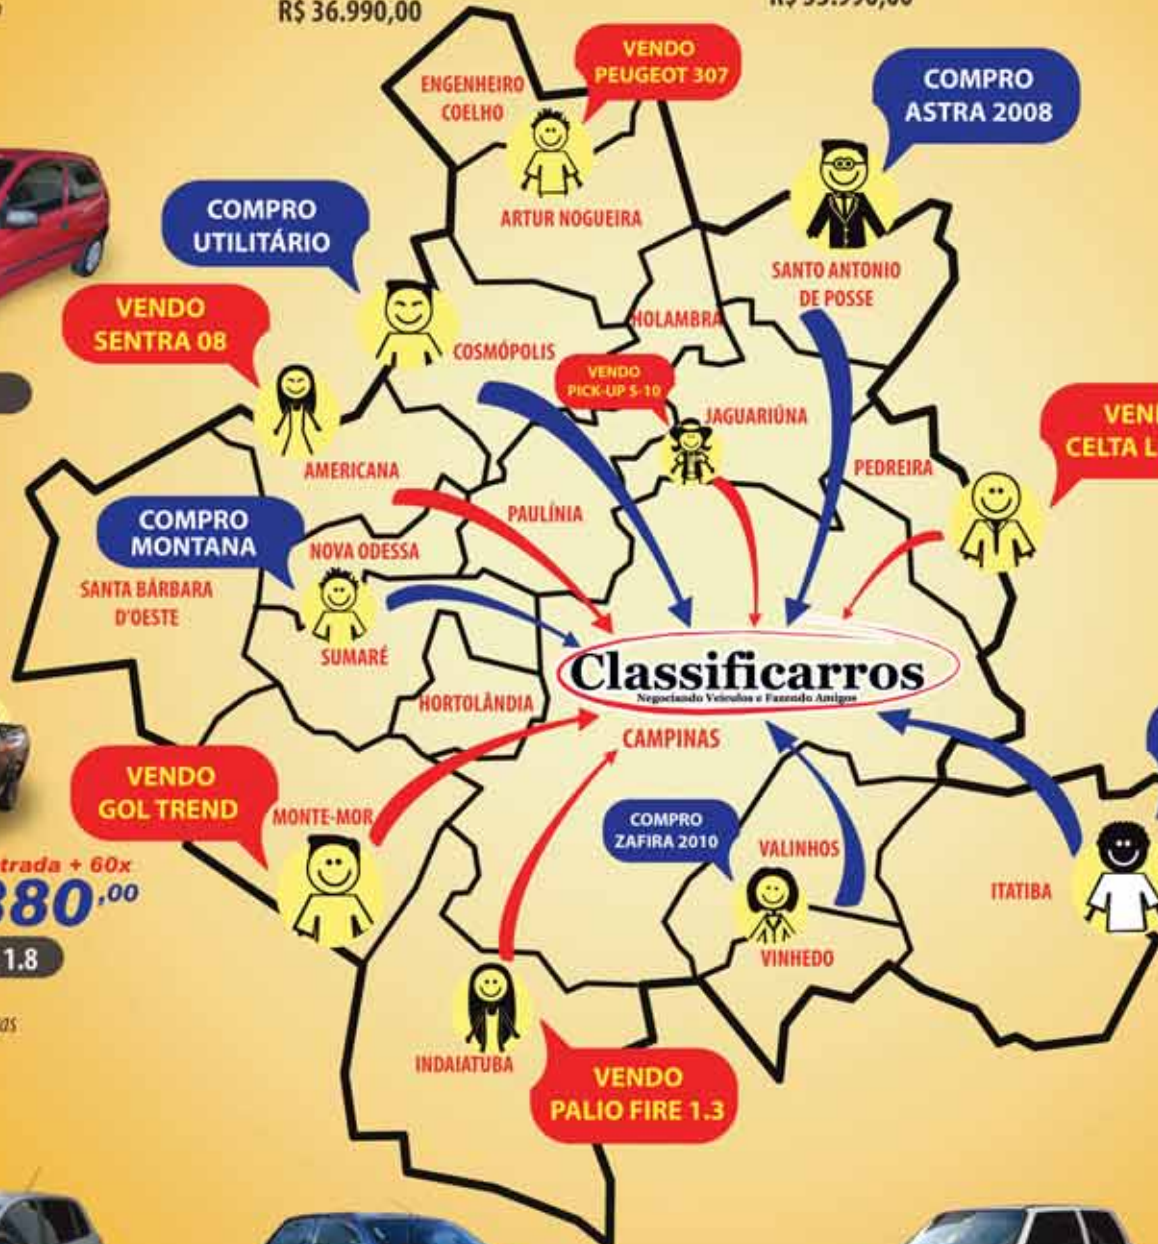 R$ 36.990,00
VENDO
PEUGEOT 307
COMPRO
ASTRA 2008
ENGENHEIRO
COELHO
ARTUR NOGUEIRA
COMPRO
UTILITÁRIO
SANTO ANTONIO
DE POSSE
VENDO
SENTRA 08
HOLAMBRA
COSMÓPOLIS
VENDO
PICK-UP S-10
JAGUARIÚNA
CELTA
AMERICANA
PEDREIRA
PAULÍNIA
COMPRO
MONTANA
NOVA ODESSA
SANTA BÁRBARA
D'OESTE
SUMARÉ
Classificarros
Negociando Veículos e Fazendo Amigos
HORTOLÂNDIA
CAMPINAS
VENDO
GOL TREND
MONTE-MOR
COMPRO
ZAFIRA 2010
VALINHOS
+ 60x
80,00
ITATIBA
1.8
VINHEDO
INDAIATUBA
VENDO
PALIO FIRE 1.3